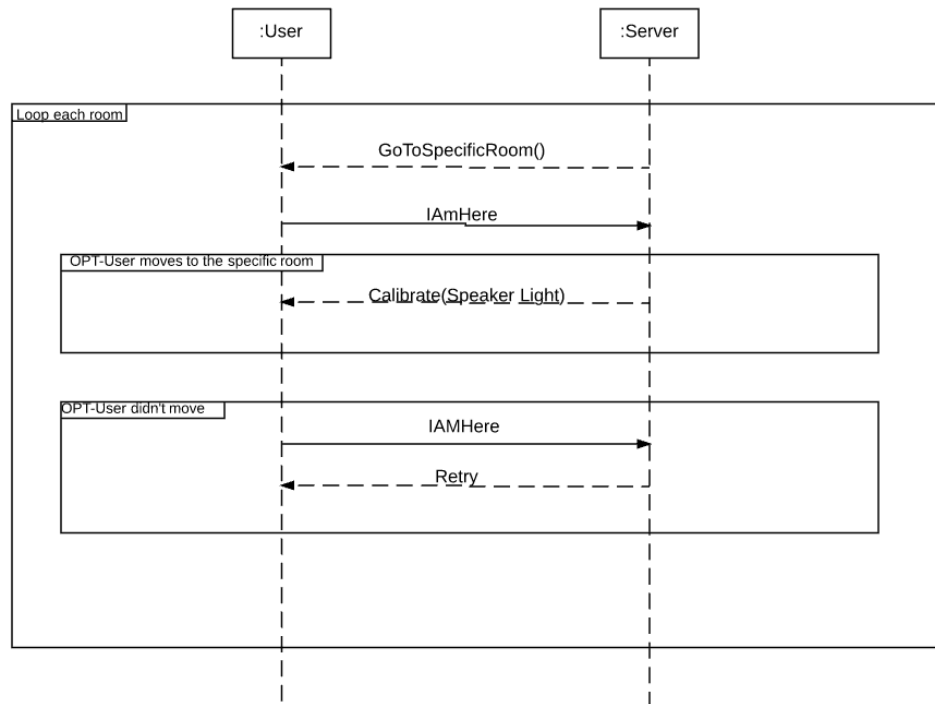 :User
:Server
Loop each room
GoToSpecificRoom()
IAmHere
OPT-User moves to the specific room
Calibrate(Speaker Light)
OPT-User didn't move
IAMHere
Retry